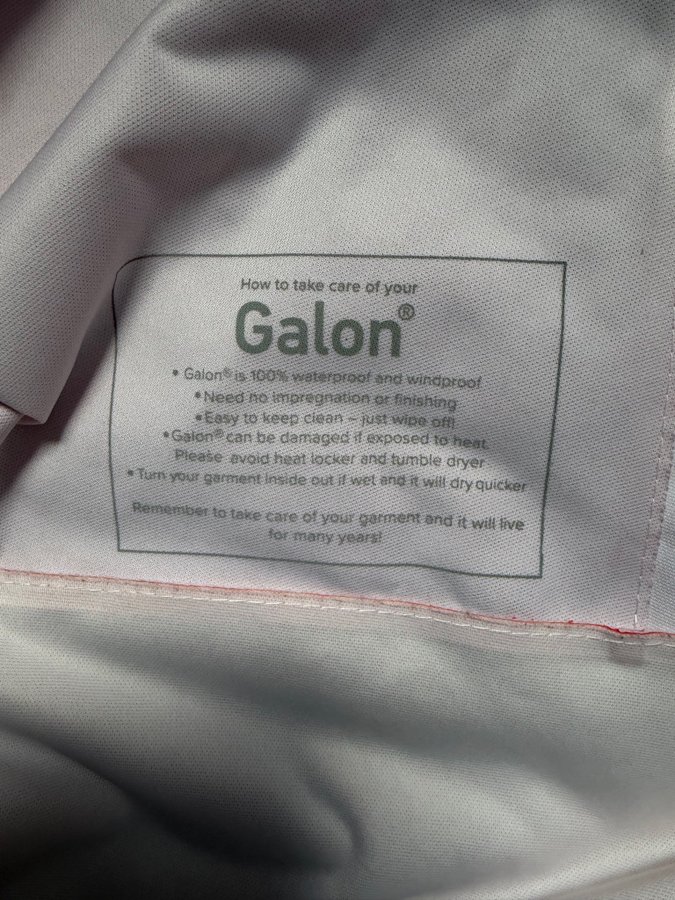 How to take care of your
Galon®
• Galon® is 100% waterproof and windproof
• Need no impregnation or finishing
• Easy to keep clean – just wipe off!
• Galon® can be damaged if exposed to heat
Please avoid heat locker and tumble dryer
• Turn your garment inside out if wet and it will dry quicker
Remember to take care of your garment and it will live
for many years!